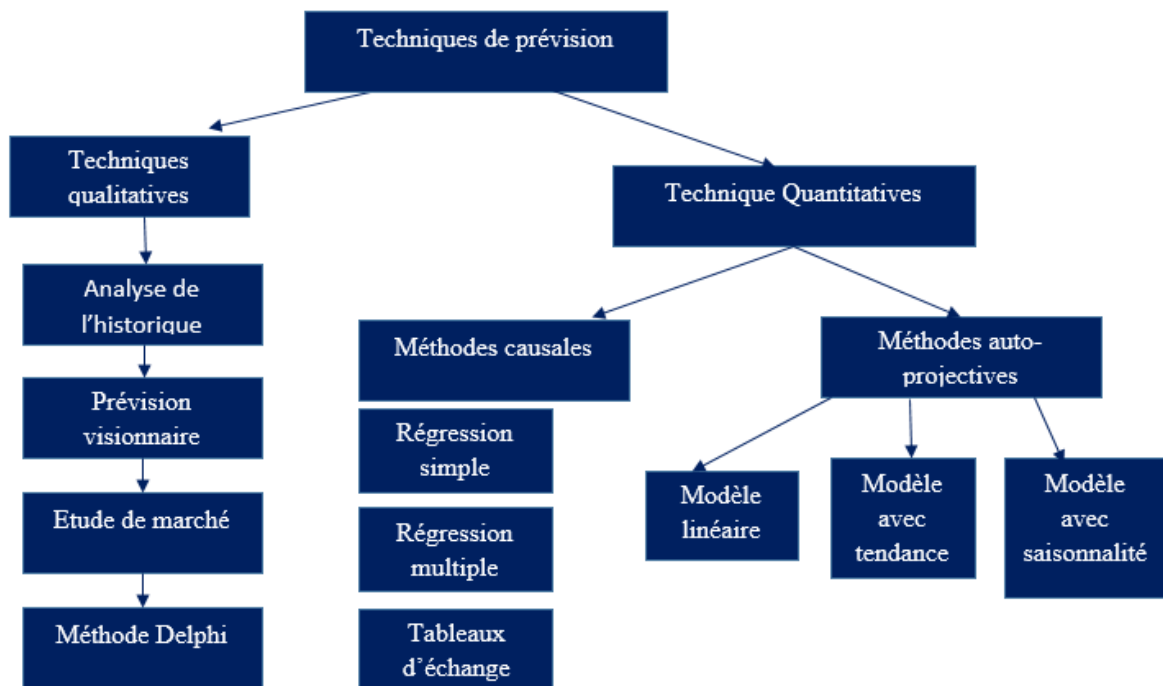 Techniques de prévision
Techniques
qualitatives
Technique Quantitatives
Analyse de
l'historique
Méthodes causales
Méthodes auto-
projectives
Prévision
visionnaire
Régression
simple
Modèle
linéaire
Modèle
avec
tendance
Modèle
avec
saisonnalité
Etude de marché
Régression
multiple
Méthode Delphi
Tableaux
d'échange